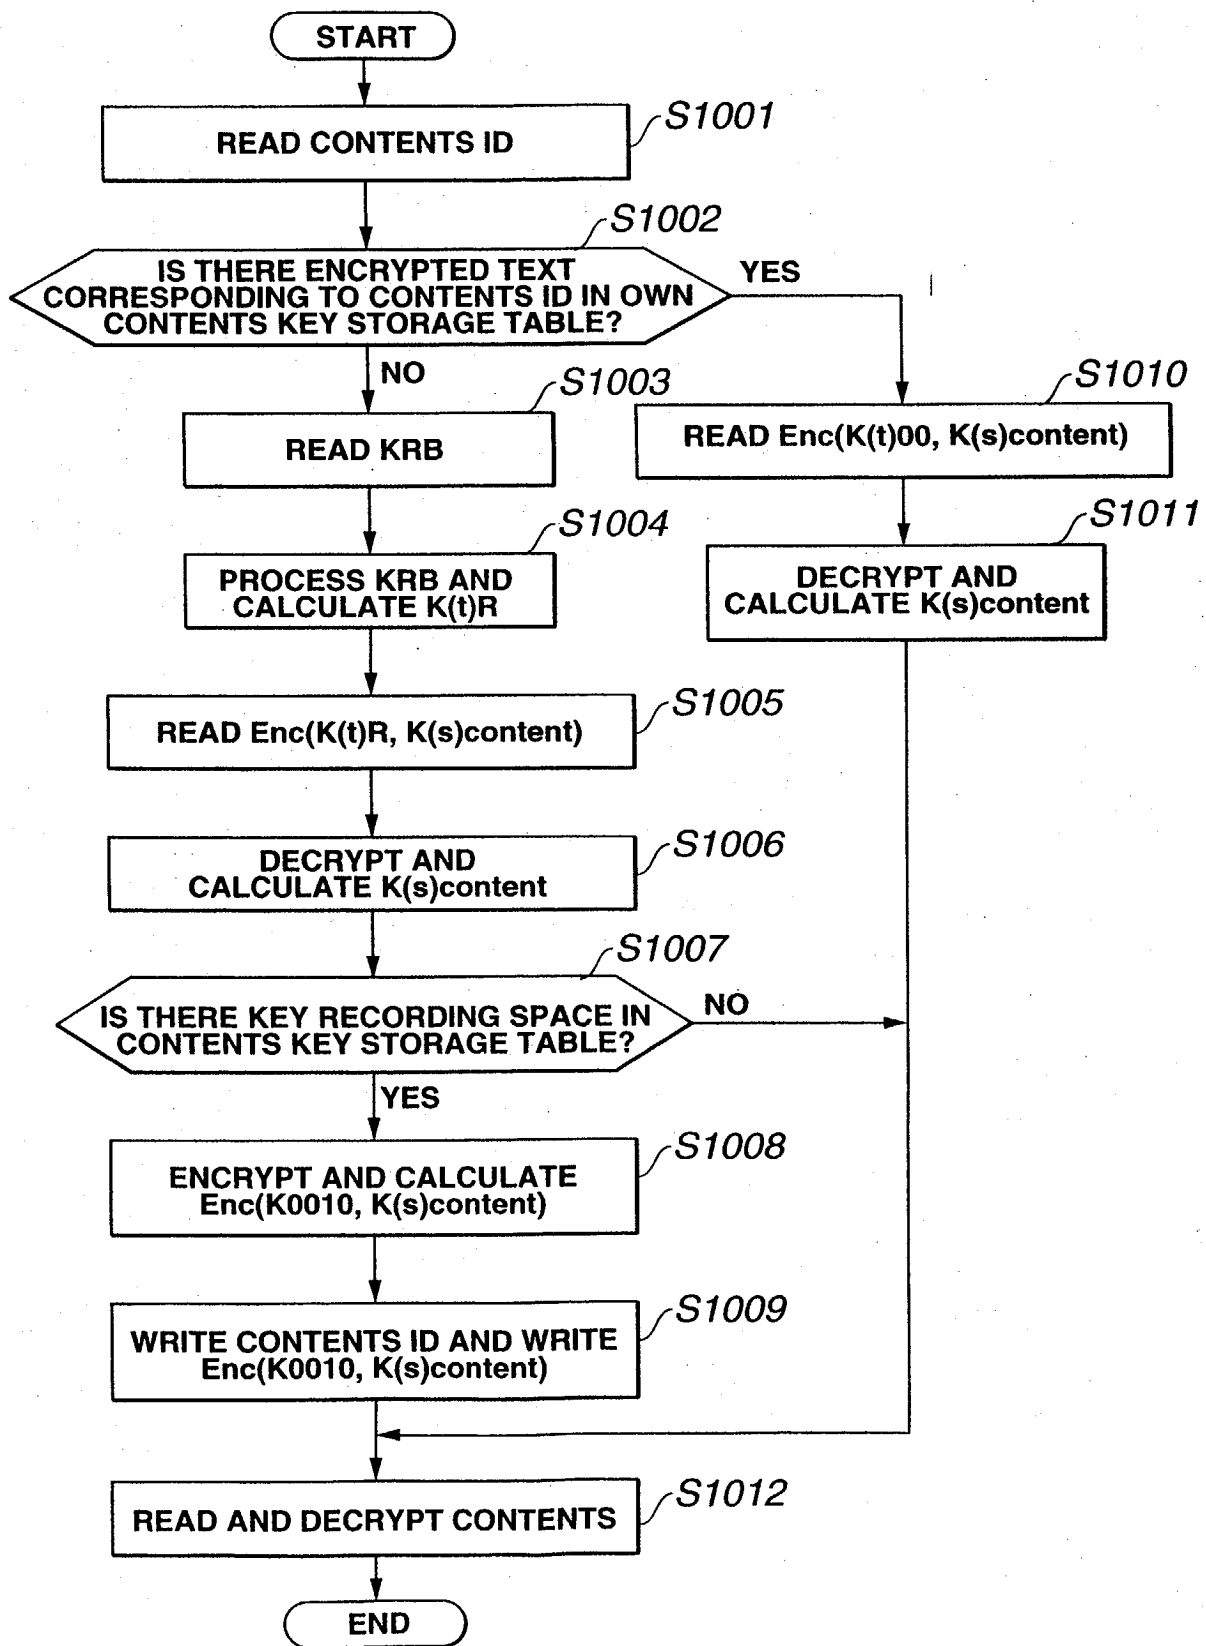 START
READ CONTENTS ID
S1001
S1002
IS THERE ENCRYPTED TEXT
CORRESPONDING TO CONTENTS ID IN OWN
CONTENTS KEY STORAGE TABLE?
YES
NO
S1003
READ KRB
S1010
READ Enc(K(t)00, K(s)content)
S1004
PROCESS KRB AND
CALCULATE K(t)R
S1011
DECRYPT AND
CALCULATE K(s)content
S1005
READ Enc(K(t)R, K(s)content)
S1006
DECRYPT AND
CALCULATE K(s)content
S1007
IS THERE KEY RECORDING SPACE IN
CONTENTS KEY STORAGE TABLE?
NO
YES
S1008
ENCRYPT AND CALCULATE
Enc(K0010, K(s)content)
S1009
WRITE CONTENTS ID AND WRITE
Enc(K0010, K(s)content)
S1012
READ AND DECRYPT CONTENTS
END